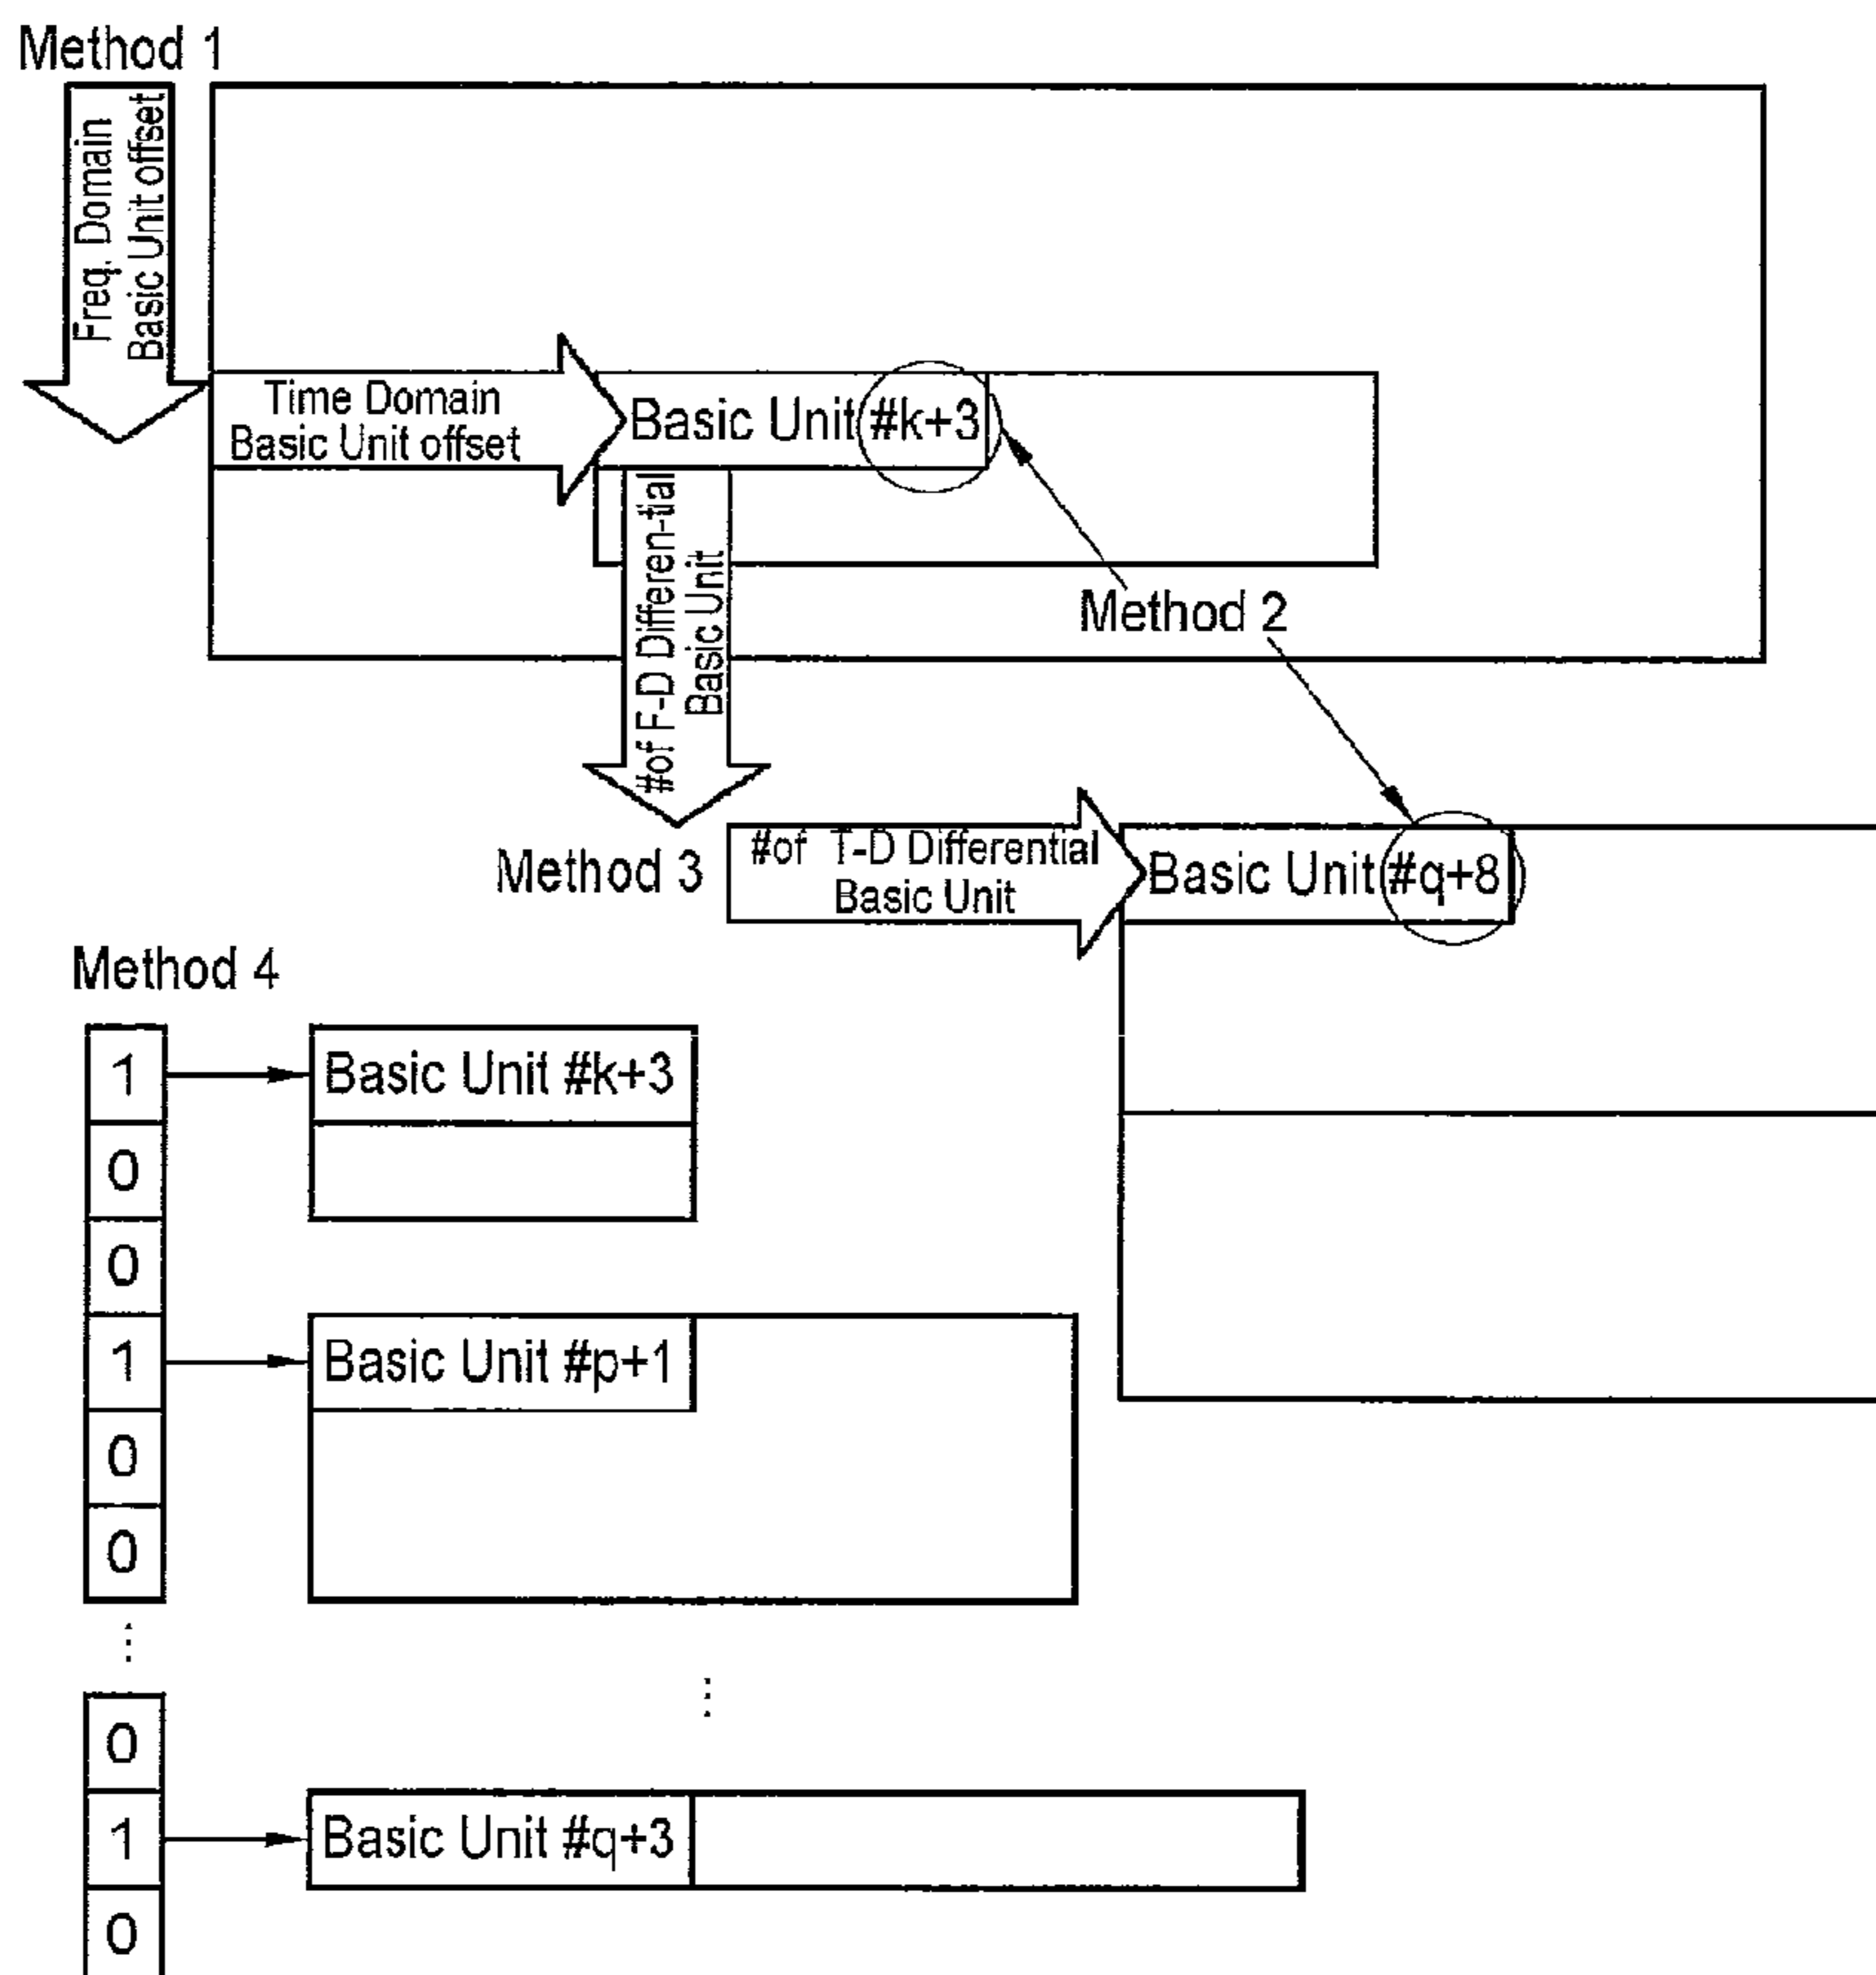 Method 1
Freq. Domain
Basic Unit offset
Time Domain
Basic Unit offset
Basic Unit #k+3
#of F-D Differen-tial
Basic Unit
Method 2
Method 3
#of T-D Differential
Basic Unit
Basic Unit #q+8
Method 4
1
Basic Unit #k+3
0
0
1
Basic Unit #p+1
0
0
⋮
⋮
0
1
Basic Unit #q+3
0